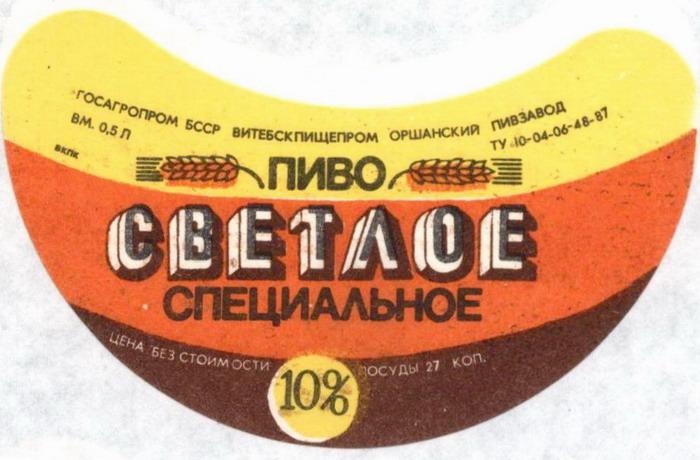 ГОСАГРОПРОМ БССР ВИТЕБСКПИЩЕПРОМ ОРШАНСКИЙ ПИВЗАВОД
ВМ. 0,5 Л
ТУ 10-04-06-48-87
ВКПК
ПИВО
СВЕТЛОЕ
СПЕЦИАЛЬНОЕ
ЦЕНА БЕЗ СТОИМОСТИ ПОСУДЫ 27 КОП.
10%